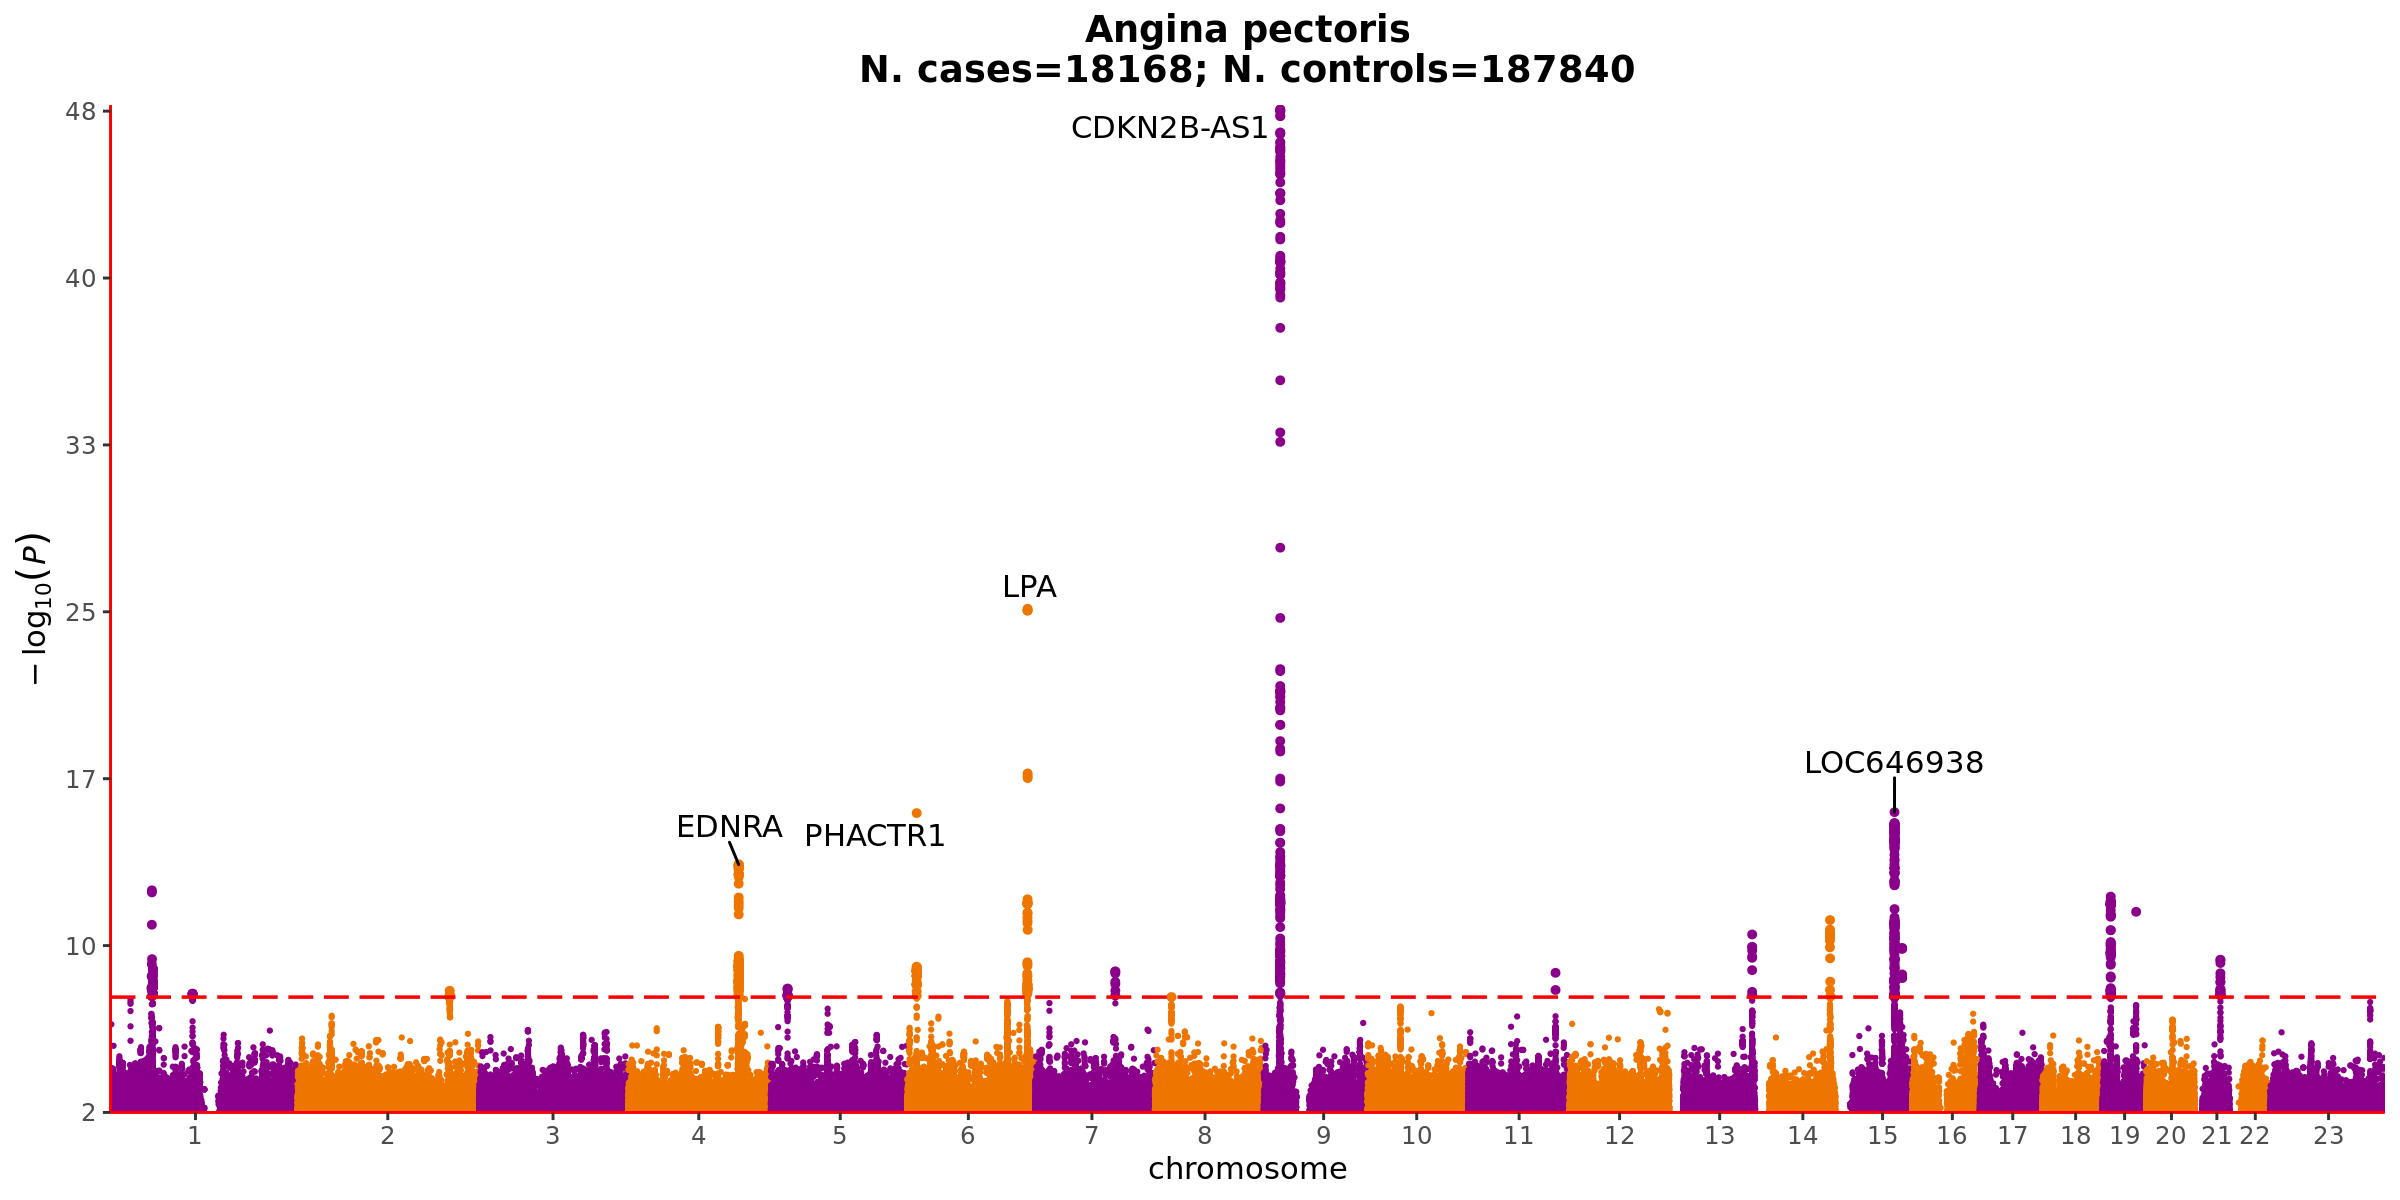 Angina pectoris
N. cases=18168; N. controls=187840
48
CDKN2B-AS1
40
33
− log10(P)
LPA
25
LOC646938
17
EDNRA
PHACTR1
10
2
1 2 3 4 5 6 7 8 9 10 11 12 13 14 15 16 17 18 19 20 21 22 23
chromosome